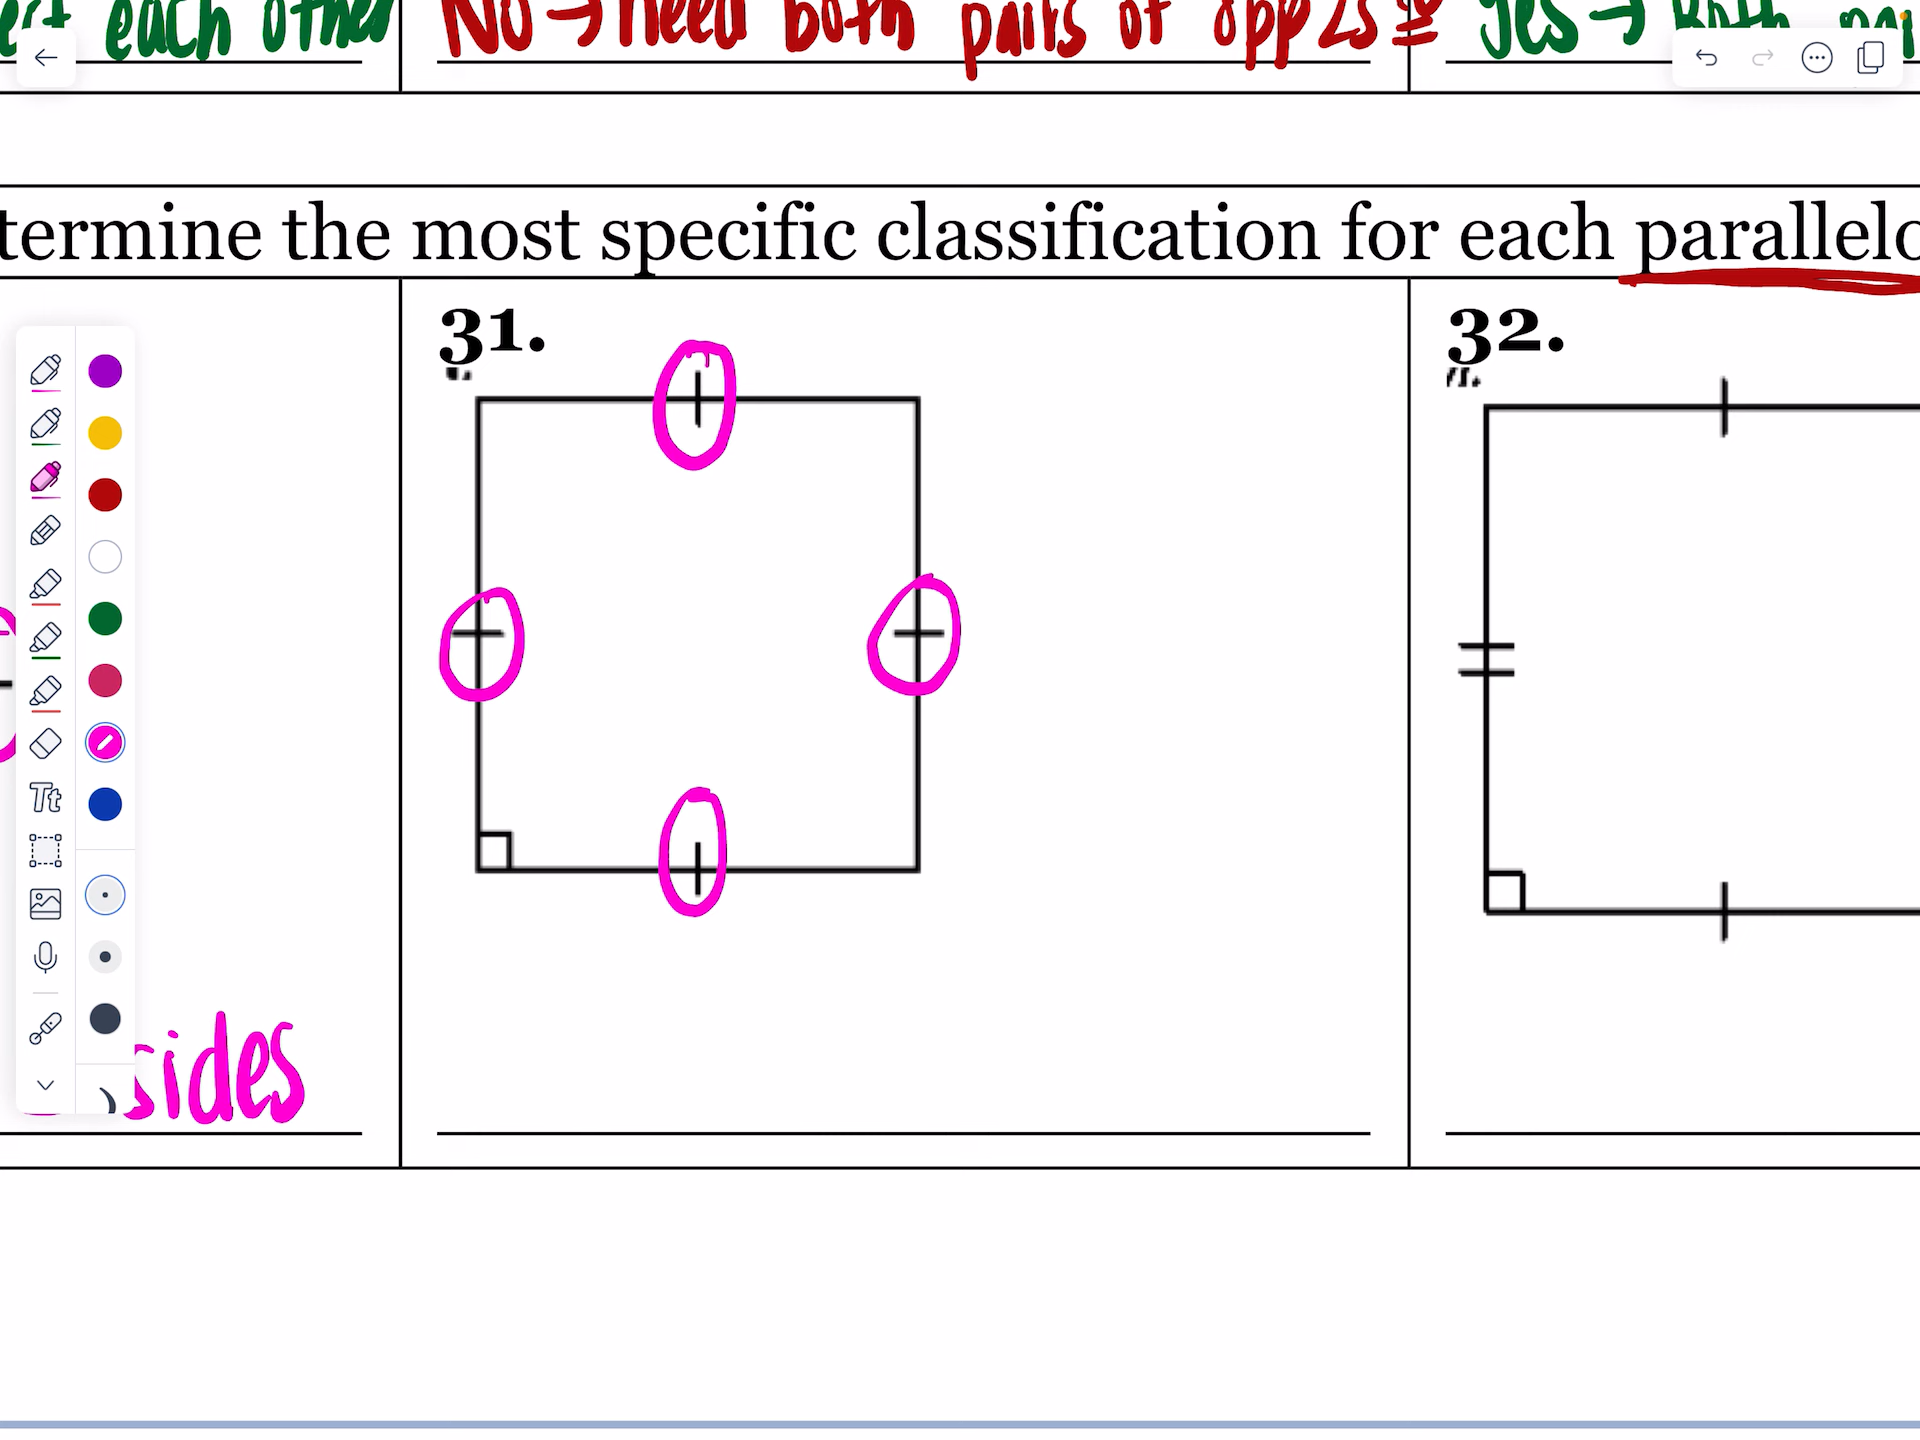 each other
No → need both pairs of opp ∠s ≅
yes →
termine the most specific classification for each parallelo
31.
32.
Tt
sides